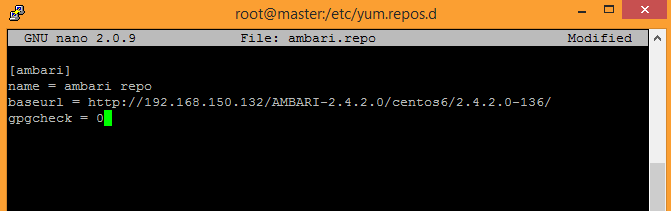 root@master:/etc/yum.repos.d
GNU nano 2.0.9 File: ambari.repo Modified
[ambari]
name = ambari repo
baseurl = http://192.168.150.132/AMBARI-2.4.2.0/centos6/2.4.2.0-136/
gpgcheck = 0